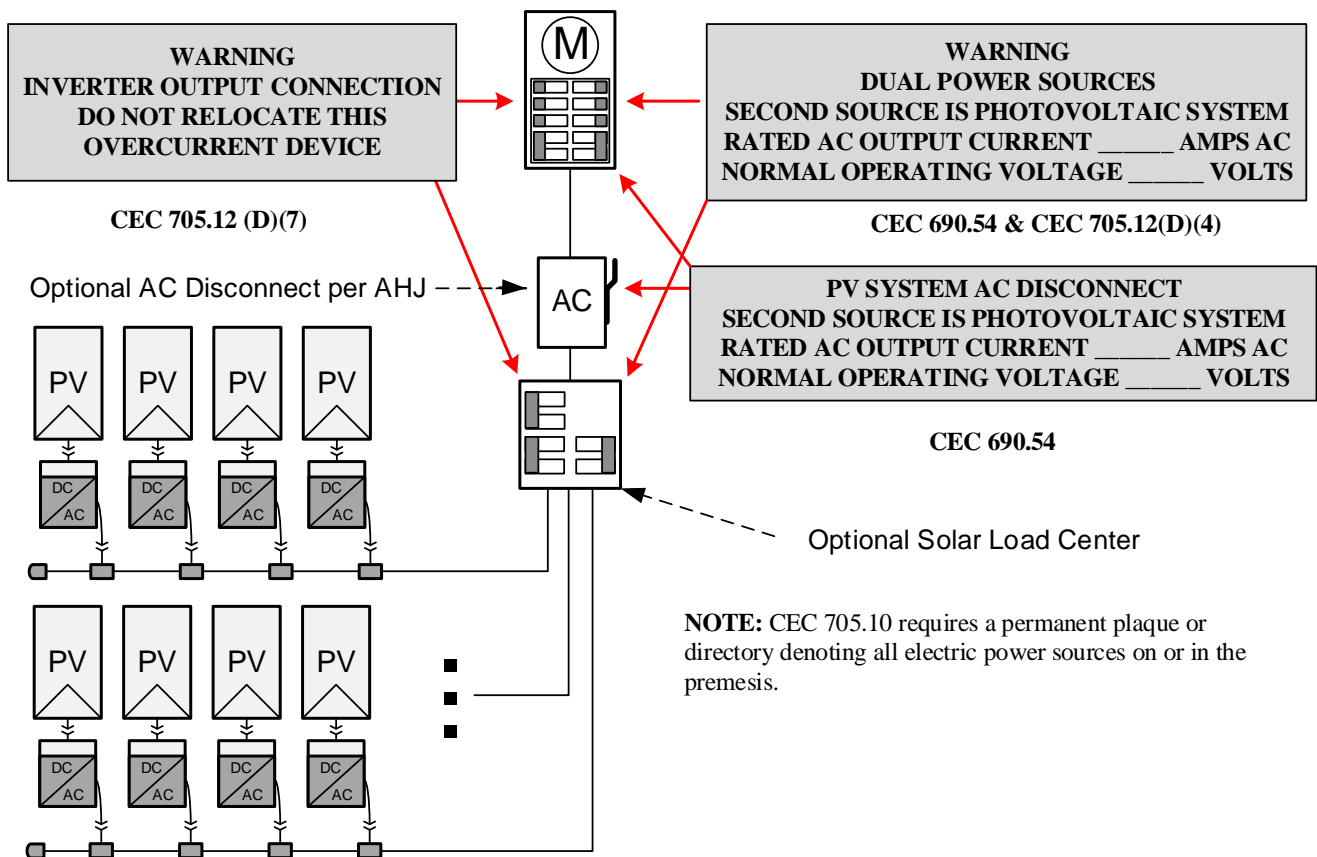 WARNING
INVERTER OUTPUT CONNECTION
DO NOT RELOCATE THIS
OVERCURRENT DEVICE
CEC 705.12 (D)(7)
M
WARNING
DUAL POWER SOURCES
SECOND SOURCE IS PHOTOVOLTAIC SYSTEM
RATED AC OUTPUT CURRENT ______ AMPS AC
NORMAL OPERATING VOLTAGE ______ VOLTS
CEC 690.54 & CEC 705.12(D)(4)
Optional AC Disconnect per AHJ
AC
PV SYSTEM AC DISCONNECT
SECOND SOURCE IS PHOTOVOLTAIC SYSTEM
RATED AC OUTPUT CURRENT ______ AMPS AC
NORMAL OPERATING VOLTAGE ______ VOLTS
CEC 690.54
PV PV PV PV
DC DC DC DC
AC AC AC AC
Optional Solar Load Center
NOTE: CEC 705.10 requires a permanent plaque or
directory denoting all electric power sources on or in the
premesis.
PV PV PV PV
DC DC DC DC
AC AC AC AC